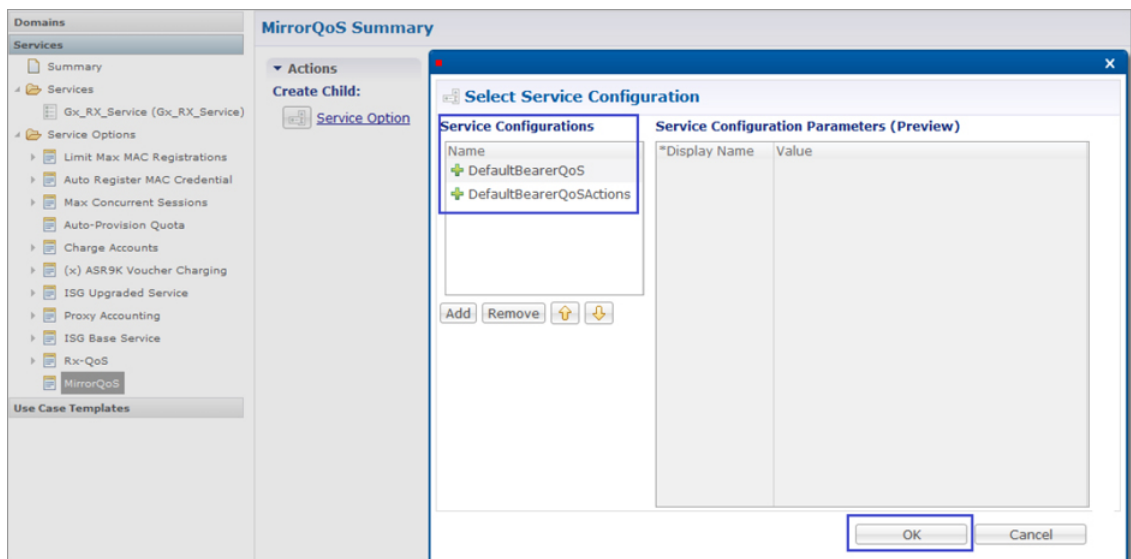 Domains
Services
Summary
Services
Gx_RX_Service (Gx_RX_Service)
Service Options
Limit Max MAC Registrations
Auto Register MAC Credential
Max Concurrent Sessions
Auto-Provision Quota
Charge Accounts
(x) ASR9K Voucher Charging
ISG Upgraded Service
Proxy Accounting
ISG Base Service
Rx-QoS
MirrorQoS
Use Case Templates
MirrorQoS Summary
Actions
Create Child:
Service Option
Select Service Configuration
Service Configurations
Name
DefaultBearerQoS
DefaultBearerQoSActions
Add Remove
Service Configuration Parameters (Preview)
*Display Name Value
OK Cancel